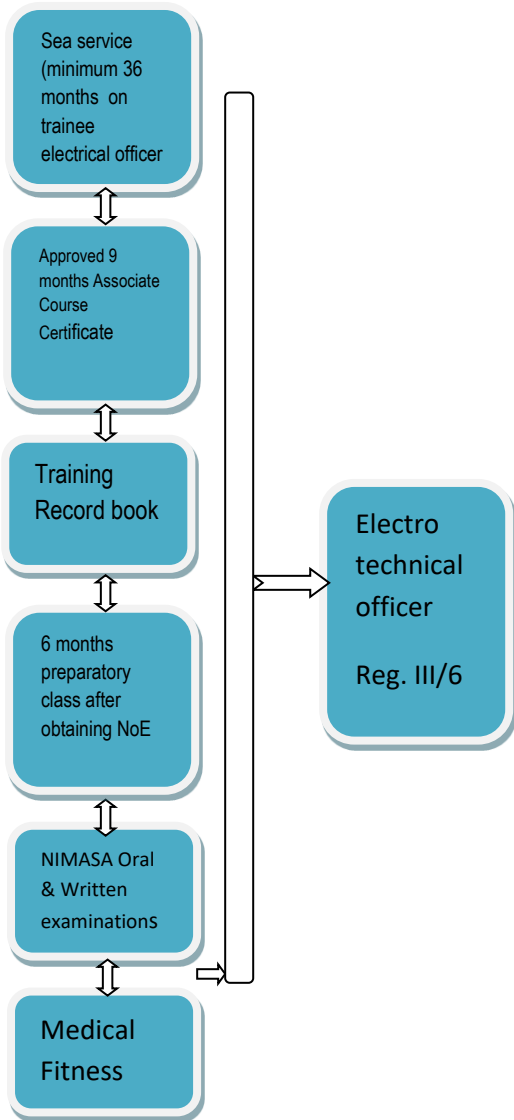 Sea service
(minimum 36
months on
trainee
electrical officer
Approved 9
months Associate
Course
Certificate
Training
Record book
6 months
preparatory
class after
obtaining NoE
NIMASA Oral
& Written
examinations
Medical
Fitness
Electro
technical
officer
Reg. III/6